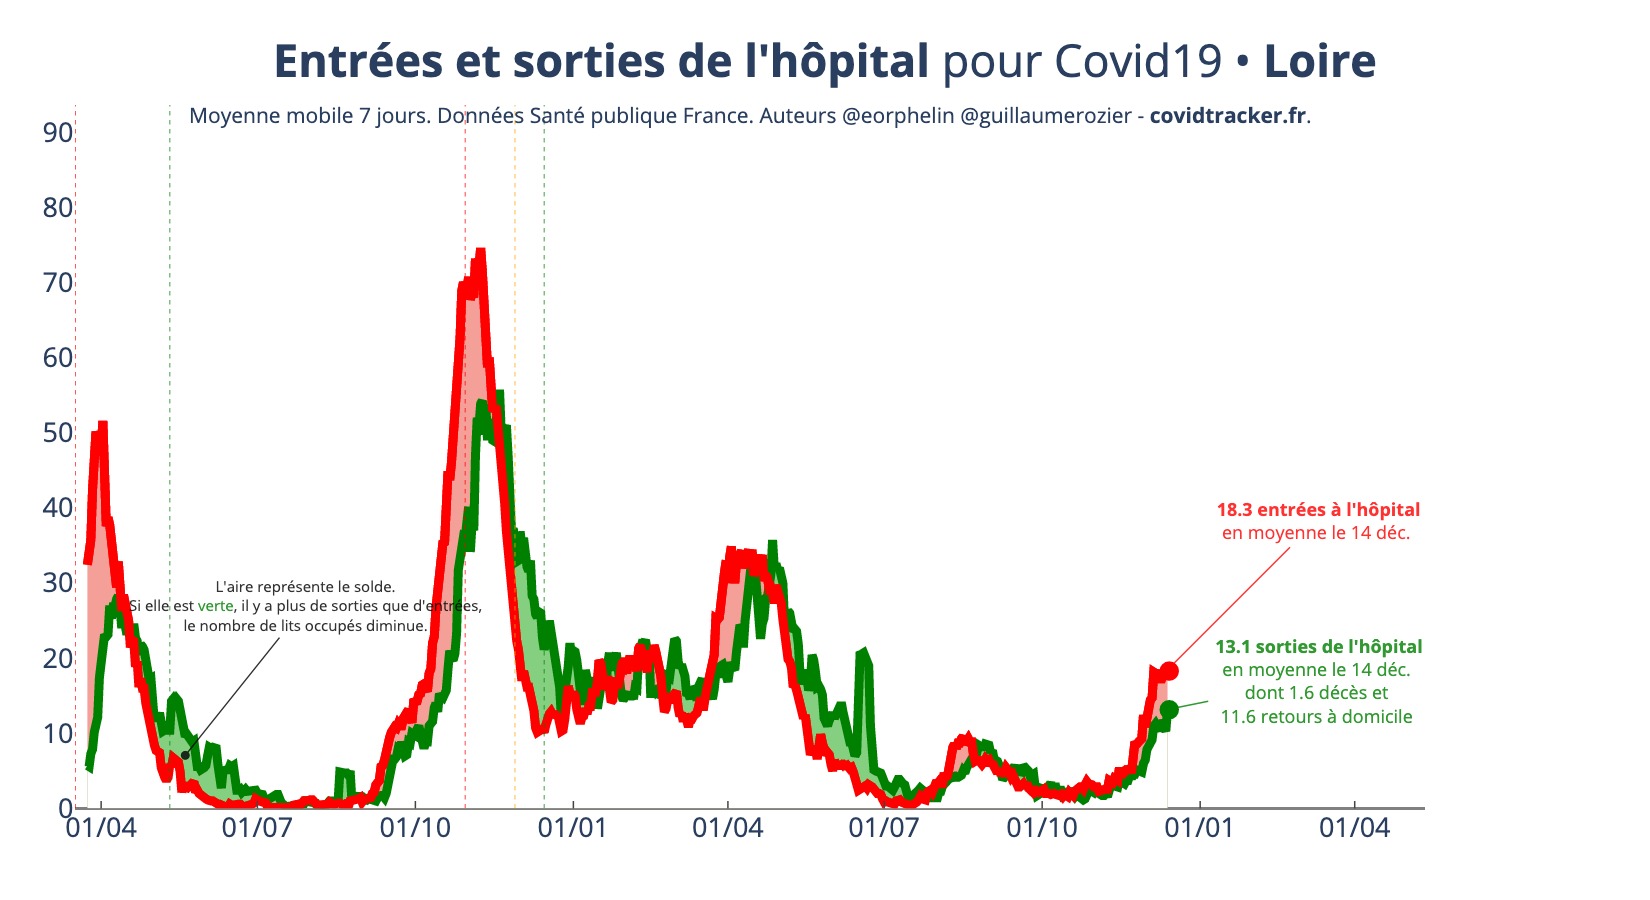 Entrées et sorties de l'hôpital pour Covid19 • Loire
Moyenne mobile 7 jours. Données Santé publique France. Auteurs @eorphelin @guillaumerozier - covidtracker.fr.
90
80
70
60
50
40
30
20
10
0
L'aire représente le solde.
Si elle est verte, il y a plus de sorties que d'entrées,
le nombre de lits occupés diminue.
18.3 entrées à l'hôpital
en moyenne le 14 déc.
13.1 sorties de l'hôpital
en moyenne le 14 déc.
dont 1.6 décès et
11.6 retours à domicile
01/04 01/07 01/10 01/01 01/04 01/07 01/10 01/01 01/04